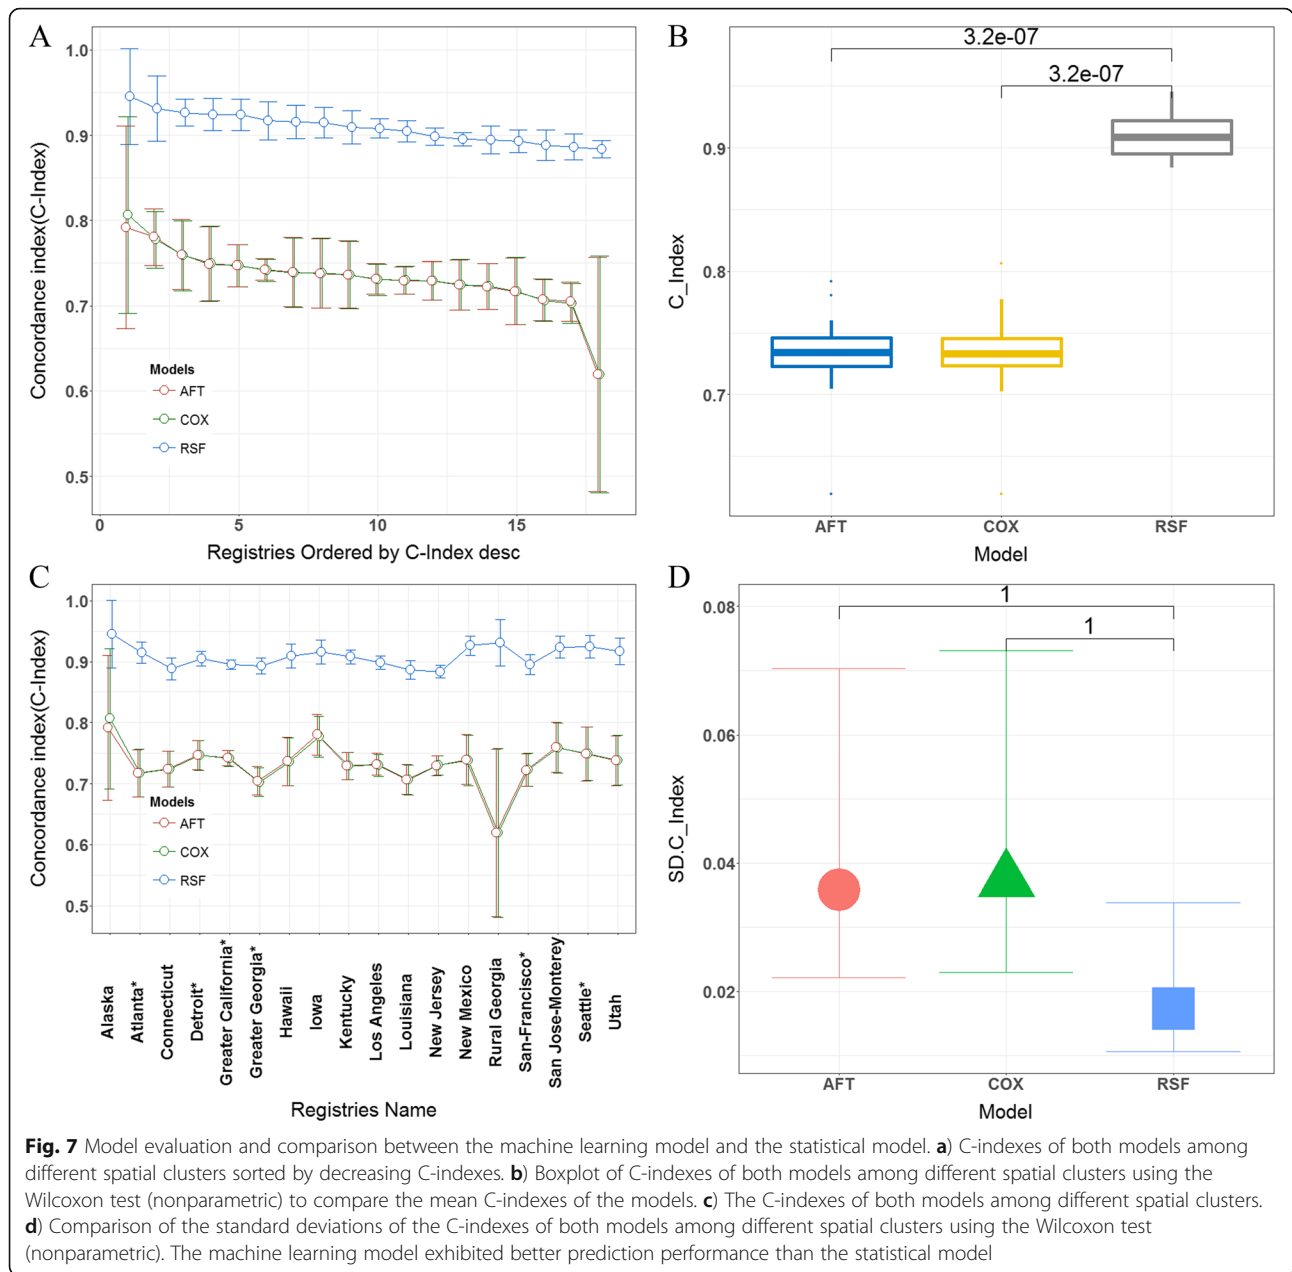 A
1.0
0.9
0.8
0.7
0.6
0.5
Concordance index(C-Index)
Models
AFT
COX
RSF
0
5
10
15
Registries Ordered by C-Index desc
B
3.2e-07
3.2e-07
0.9
0.8
0.7
C_Index
AFT
COX
RSF
Model
C
1.0
0.9
0.8
0.7
0.6
0.5
Concordance index(C-Index)
Models
AFT
COX
RSF
Alaska
Atlanta*
Connecticut
Detroit*
Greater California*
Greater Georgia*
Hawaii
Iowa
Kentucky
Los Angeles
Louisiana
New Jersey
New Mexico
Rural Georgia
San-Francisco*
San Jose-Monterey
Seattle*
Utah
Registries Name
D
1
1
0.08
0.06
0.04
0.02
SD.C_Index
AFT
COX
RSF
Model
Fig. 7 Model evaluation and comparison between the machine learning model and the statistical model. a) C-indexes of both models among
different spatial clusters sorted by decreasing C-indexes. b) Boxplot of C-indexes of both models among different spatial clusters using the
Wilcoxon test (nonparametric) to compare the mean C-indexes of the models. c) The C-indexes of both models among different spatial clusters.
d) Comparison of the standard deviations of the C-indexes of both models among different spatial clusters using the Wilcoxon test
(nonparametric). The machine learning model exhibited better prediction performance than the statistical model